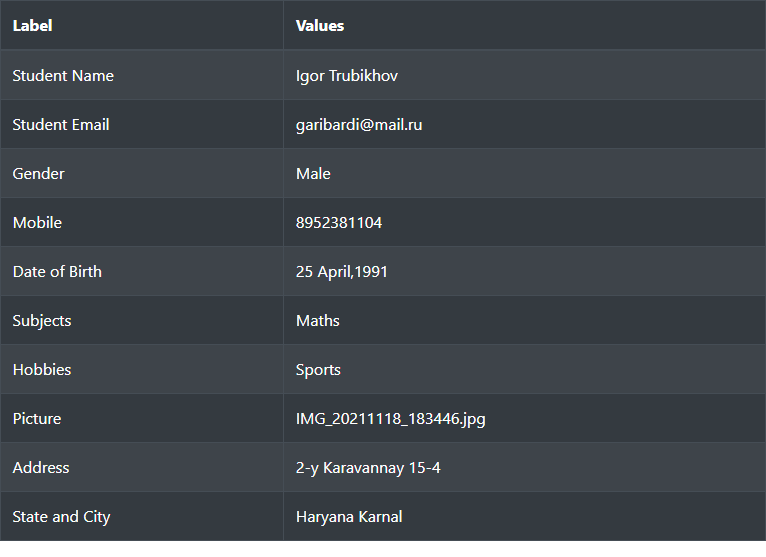 Label Values
Student Name Igor Trubikhov
Student Email garibardi@mail.ru
Gender Male
Mobile 8952381104
Date of Birth 25 April,1991
Subjects Maths
Hobbies Sports
Picture IMG_20211118_183446.jpg
Address 2-y Karavannay 15-4
State and City Haryana Karnal